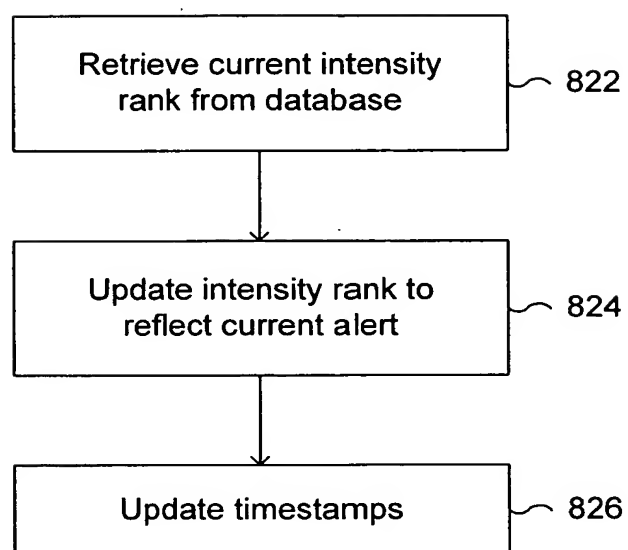 Retrieve current intensity
rank from database
822
Update intensity rank to
reflect current alert
824
Update timestamps
826